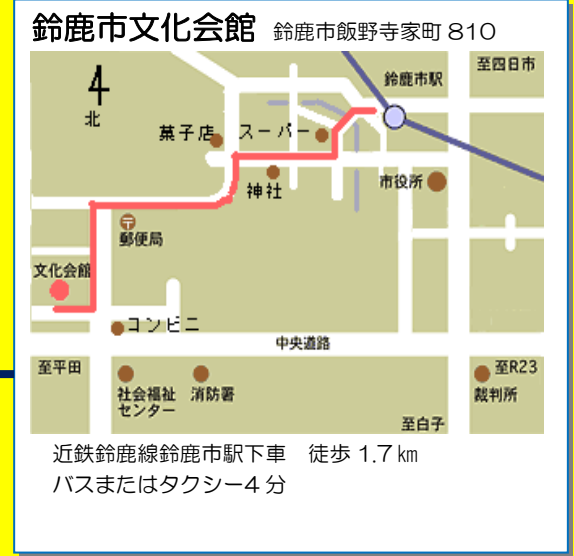 鈴鹿市文化会館 鈴鹿市飯野寺家町 810
至四日市
鈴鹿市駅
北
菓子店
スーパー
神社
市役所
〒
郵便局
文化会館
コンビニ
中央道路
至平田
至R23
社会福祉
センター
消防署
裁判所
至白子
近鉄鈴鹿線鈴鹿市駅下車 徒歩 1.7㎞
バスまたはタクシー4分